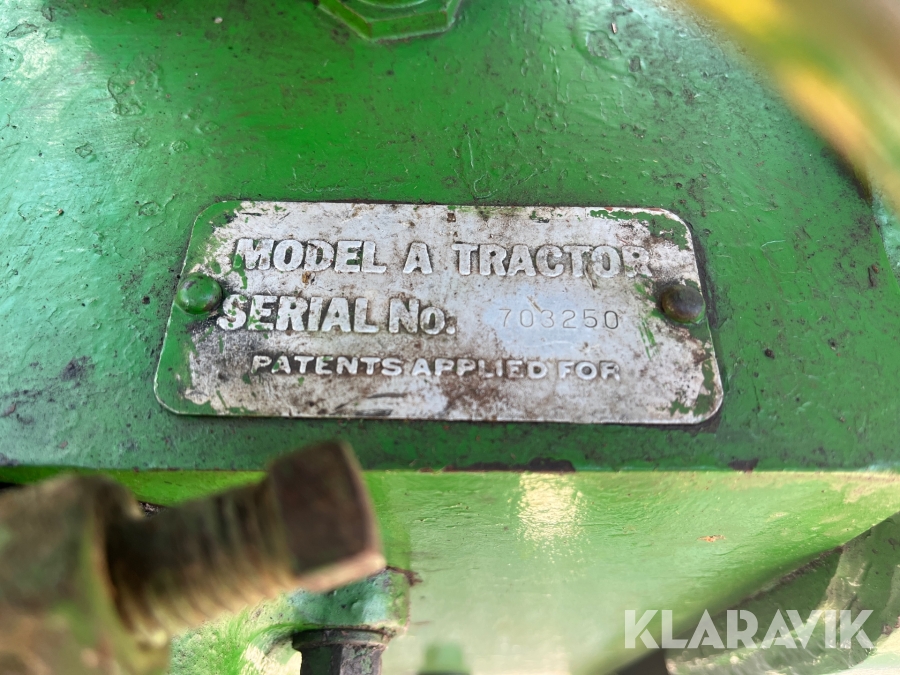 MODEL A TRACTOR
SERIAL No. 703250
PATENTS APPLIED FOR
KLARAVIK